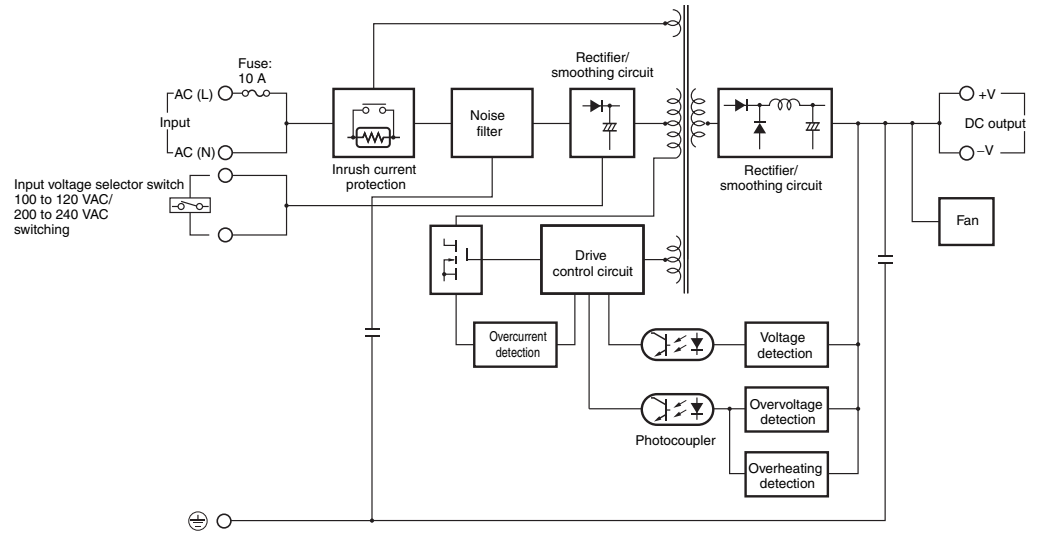 Fuse:
10 A
AC (L)
Input
AC (N)
Input voltage selector switch
100 to 120 VAC/
200 to 240 VAC
switching
Inrush current
protection
Noise
filter
Rectifier/
smoothing circuit
Rectifier/
smoothing circuit
+V
DC output
–V
Fan
Drive
control circuit
Overcurrent
detection
Voltage
detection
Overvoltage
detection
Photocoupler
Overheating
detection